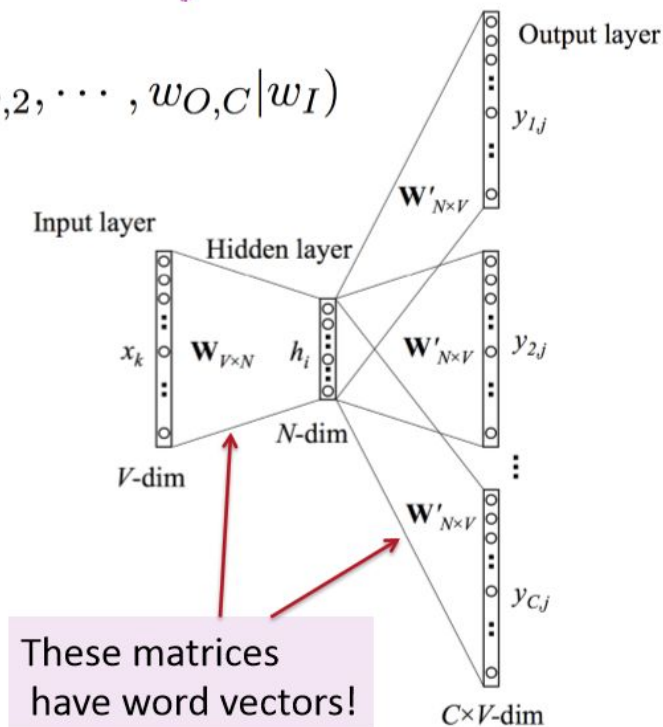 Output layer
,2, ··· , w_{O,C}|w_I)
y_{1,j}
W'_{N×V}
Input layer
Hidden layer
x_k
W_{V×N}
h_i
W'_{N×V}
y_{2,j}
N-dim
V-dim
W'_{N×V}
y_{C,j}
These matrices
have word vectors!
C×V-dim